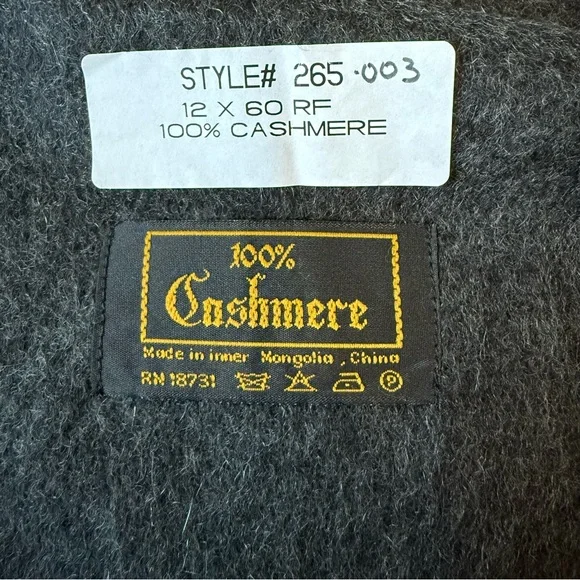 STYLE# 265-003
12 X 60 RF
100% CASHMERE
100%
Cashmere
Made in inner Mongolia , China
RN 18731
P